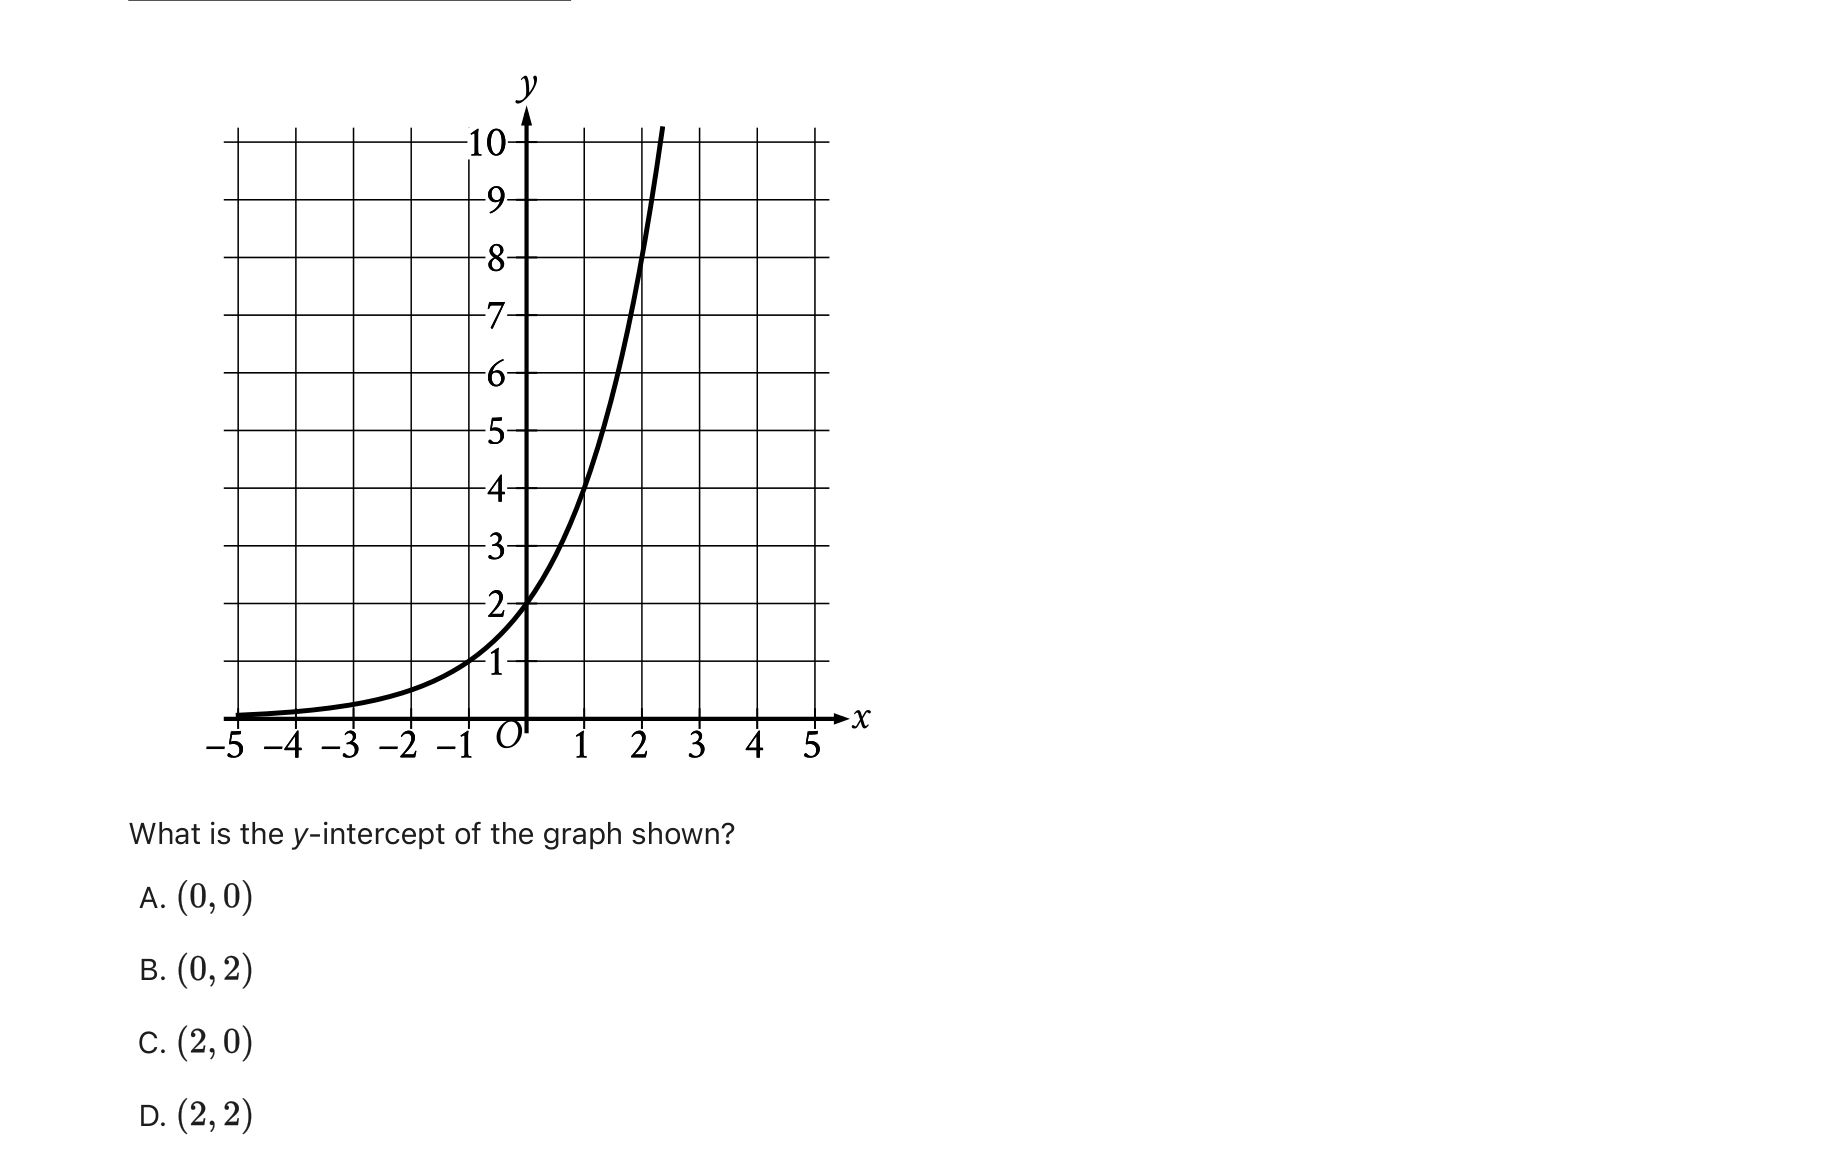 y
10
9
8
7
6
5
4
3
2
1
x
−5 −4 −3 −2 −1 O 1 2 3 4 5
What is the y-intercept of the graph shown?
A. (0, 0)
B. (0, 2)
C. (2, 0)
D. (2, 2)